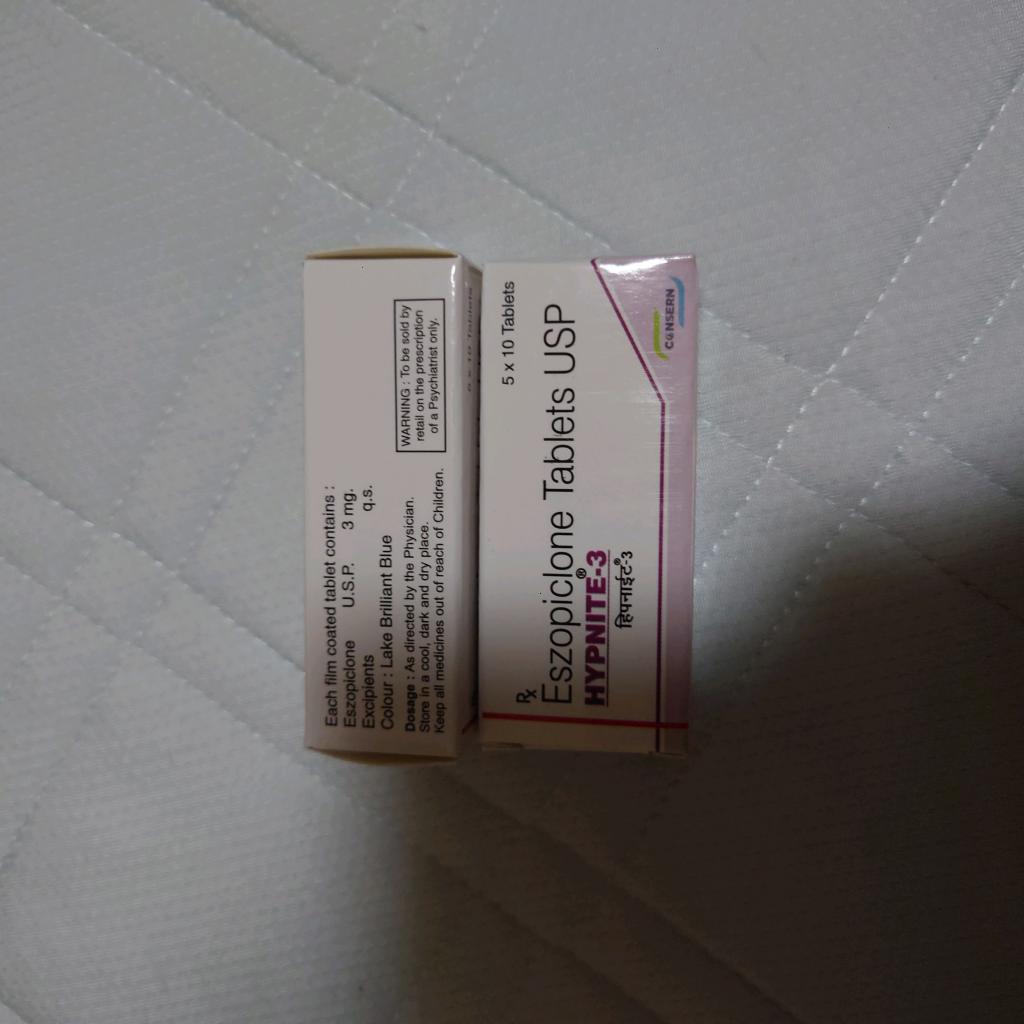 Each film coated tablet contains :
Eszopiclone U.S.P. 3 mg.
Excipients q.s.
Colour : Lake Brilliant Blue
Dosage : As directed by the Physician.
Store in a cool, dark and dry place.
Keep all medicines out of reach of Children.
WARNING : To be sold by
retail on the prescription
of a Psychiatrist only.
5 x 10 Tablets
5 x 10 Tablets
Rx
Eszopiclone Tablets USP
HYPNITE®-3
हिपनाईट®-3
CONSERN